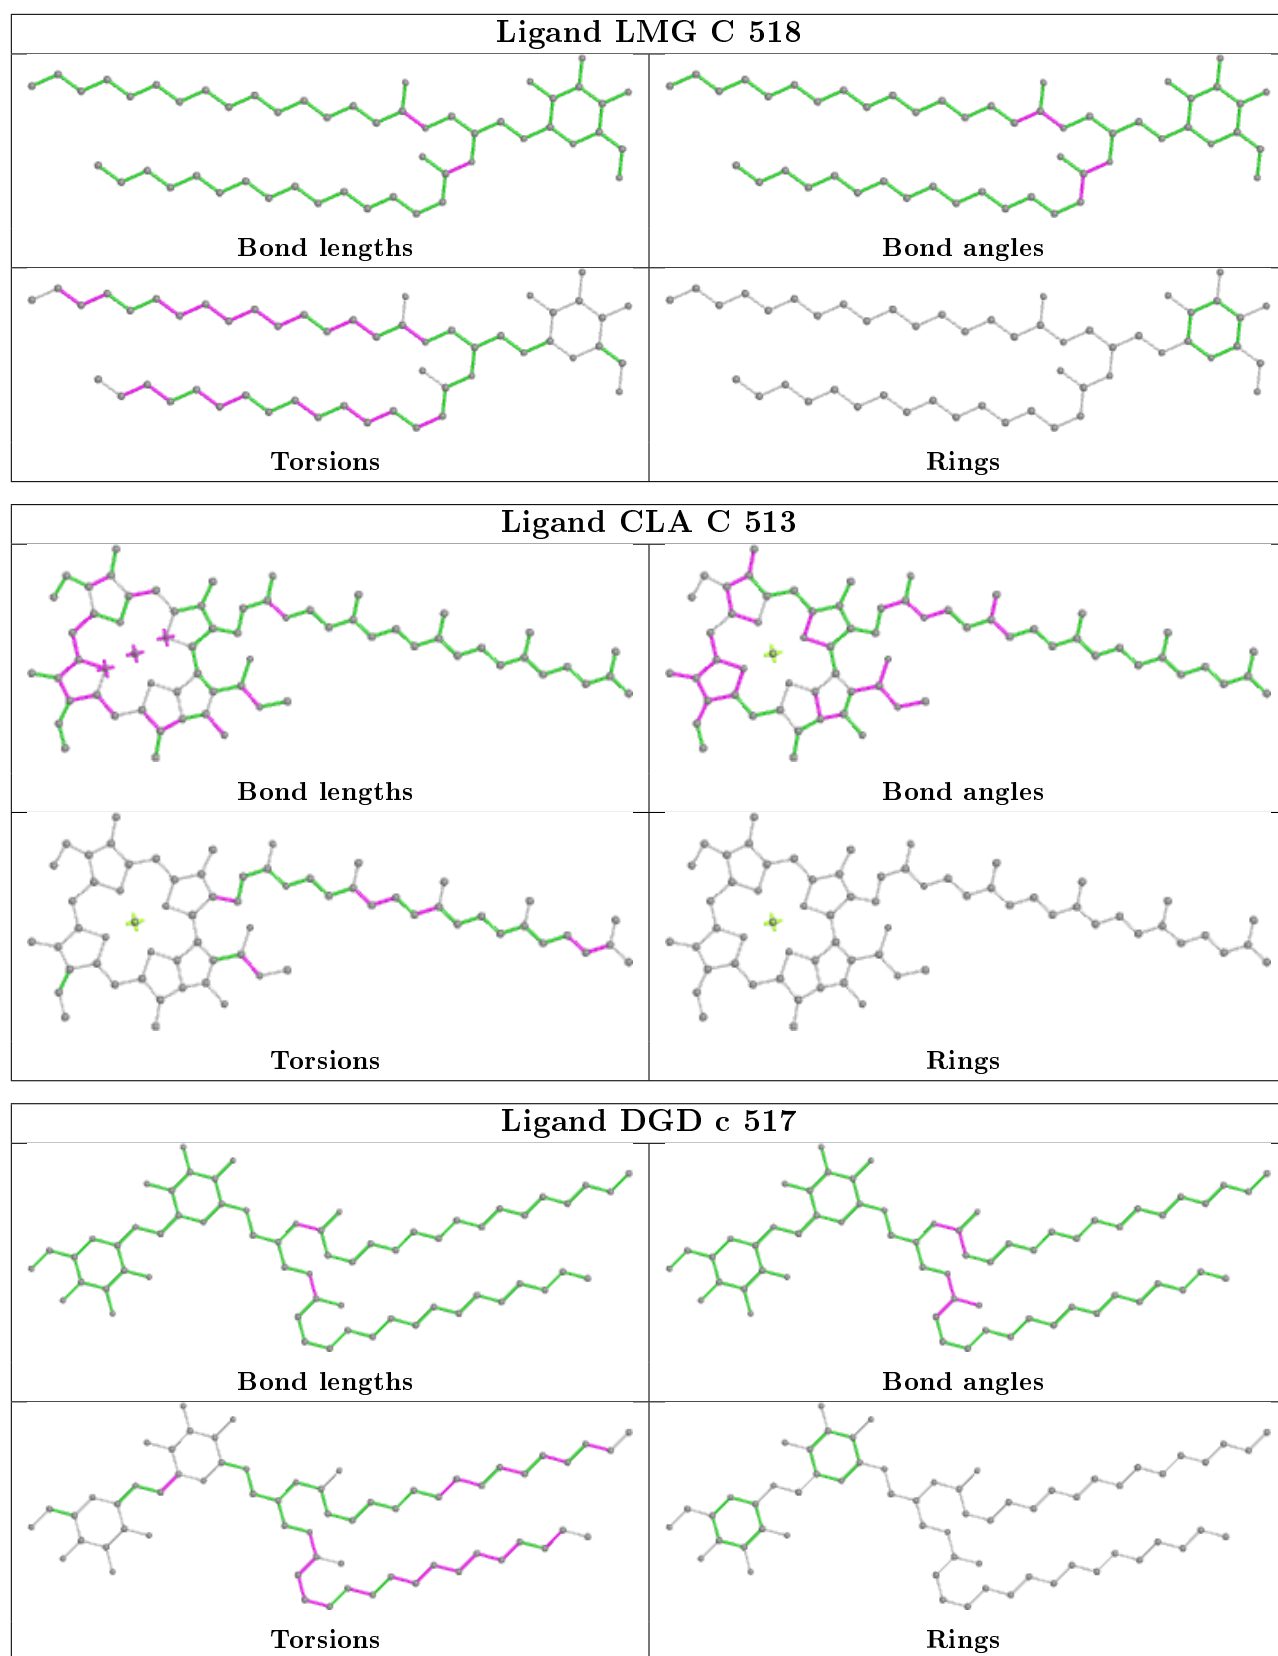 Ligand LMG C 518
Bond lengths
Bond angles
Torsions
Rings
Ligand CLA C 513
Bond lengths
Bond angles
Torsions
Rings
Ligand DGD c 517
Bond lengths
Bond angles
Torsions
Rings